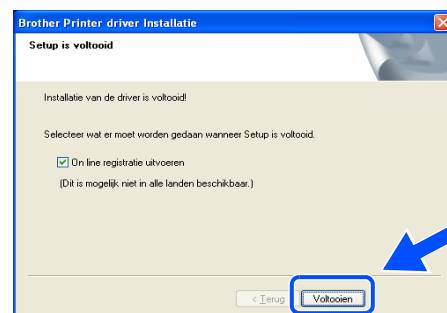 Brother Printer driver Installatie
Setup is voltooid
Installatie van de driver is voltooid!
Selecteer wat er moet worden gedaan wanneer Setup is voltooid.
On line registratie uitvoeren
(Dit is mogelijk niet in alle landen beschikbaar.)
< Terug Voltooien